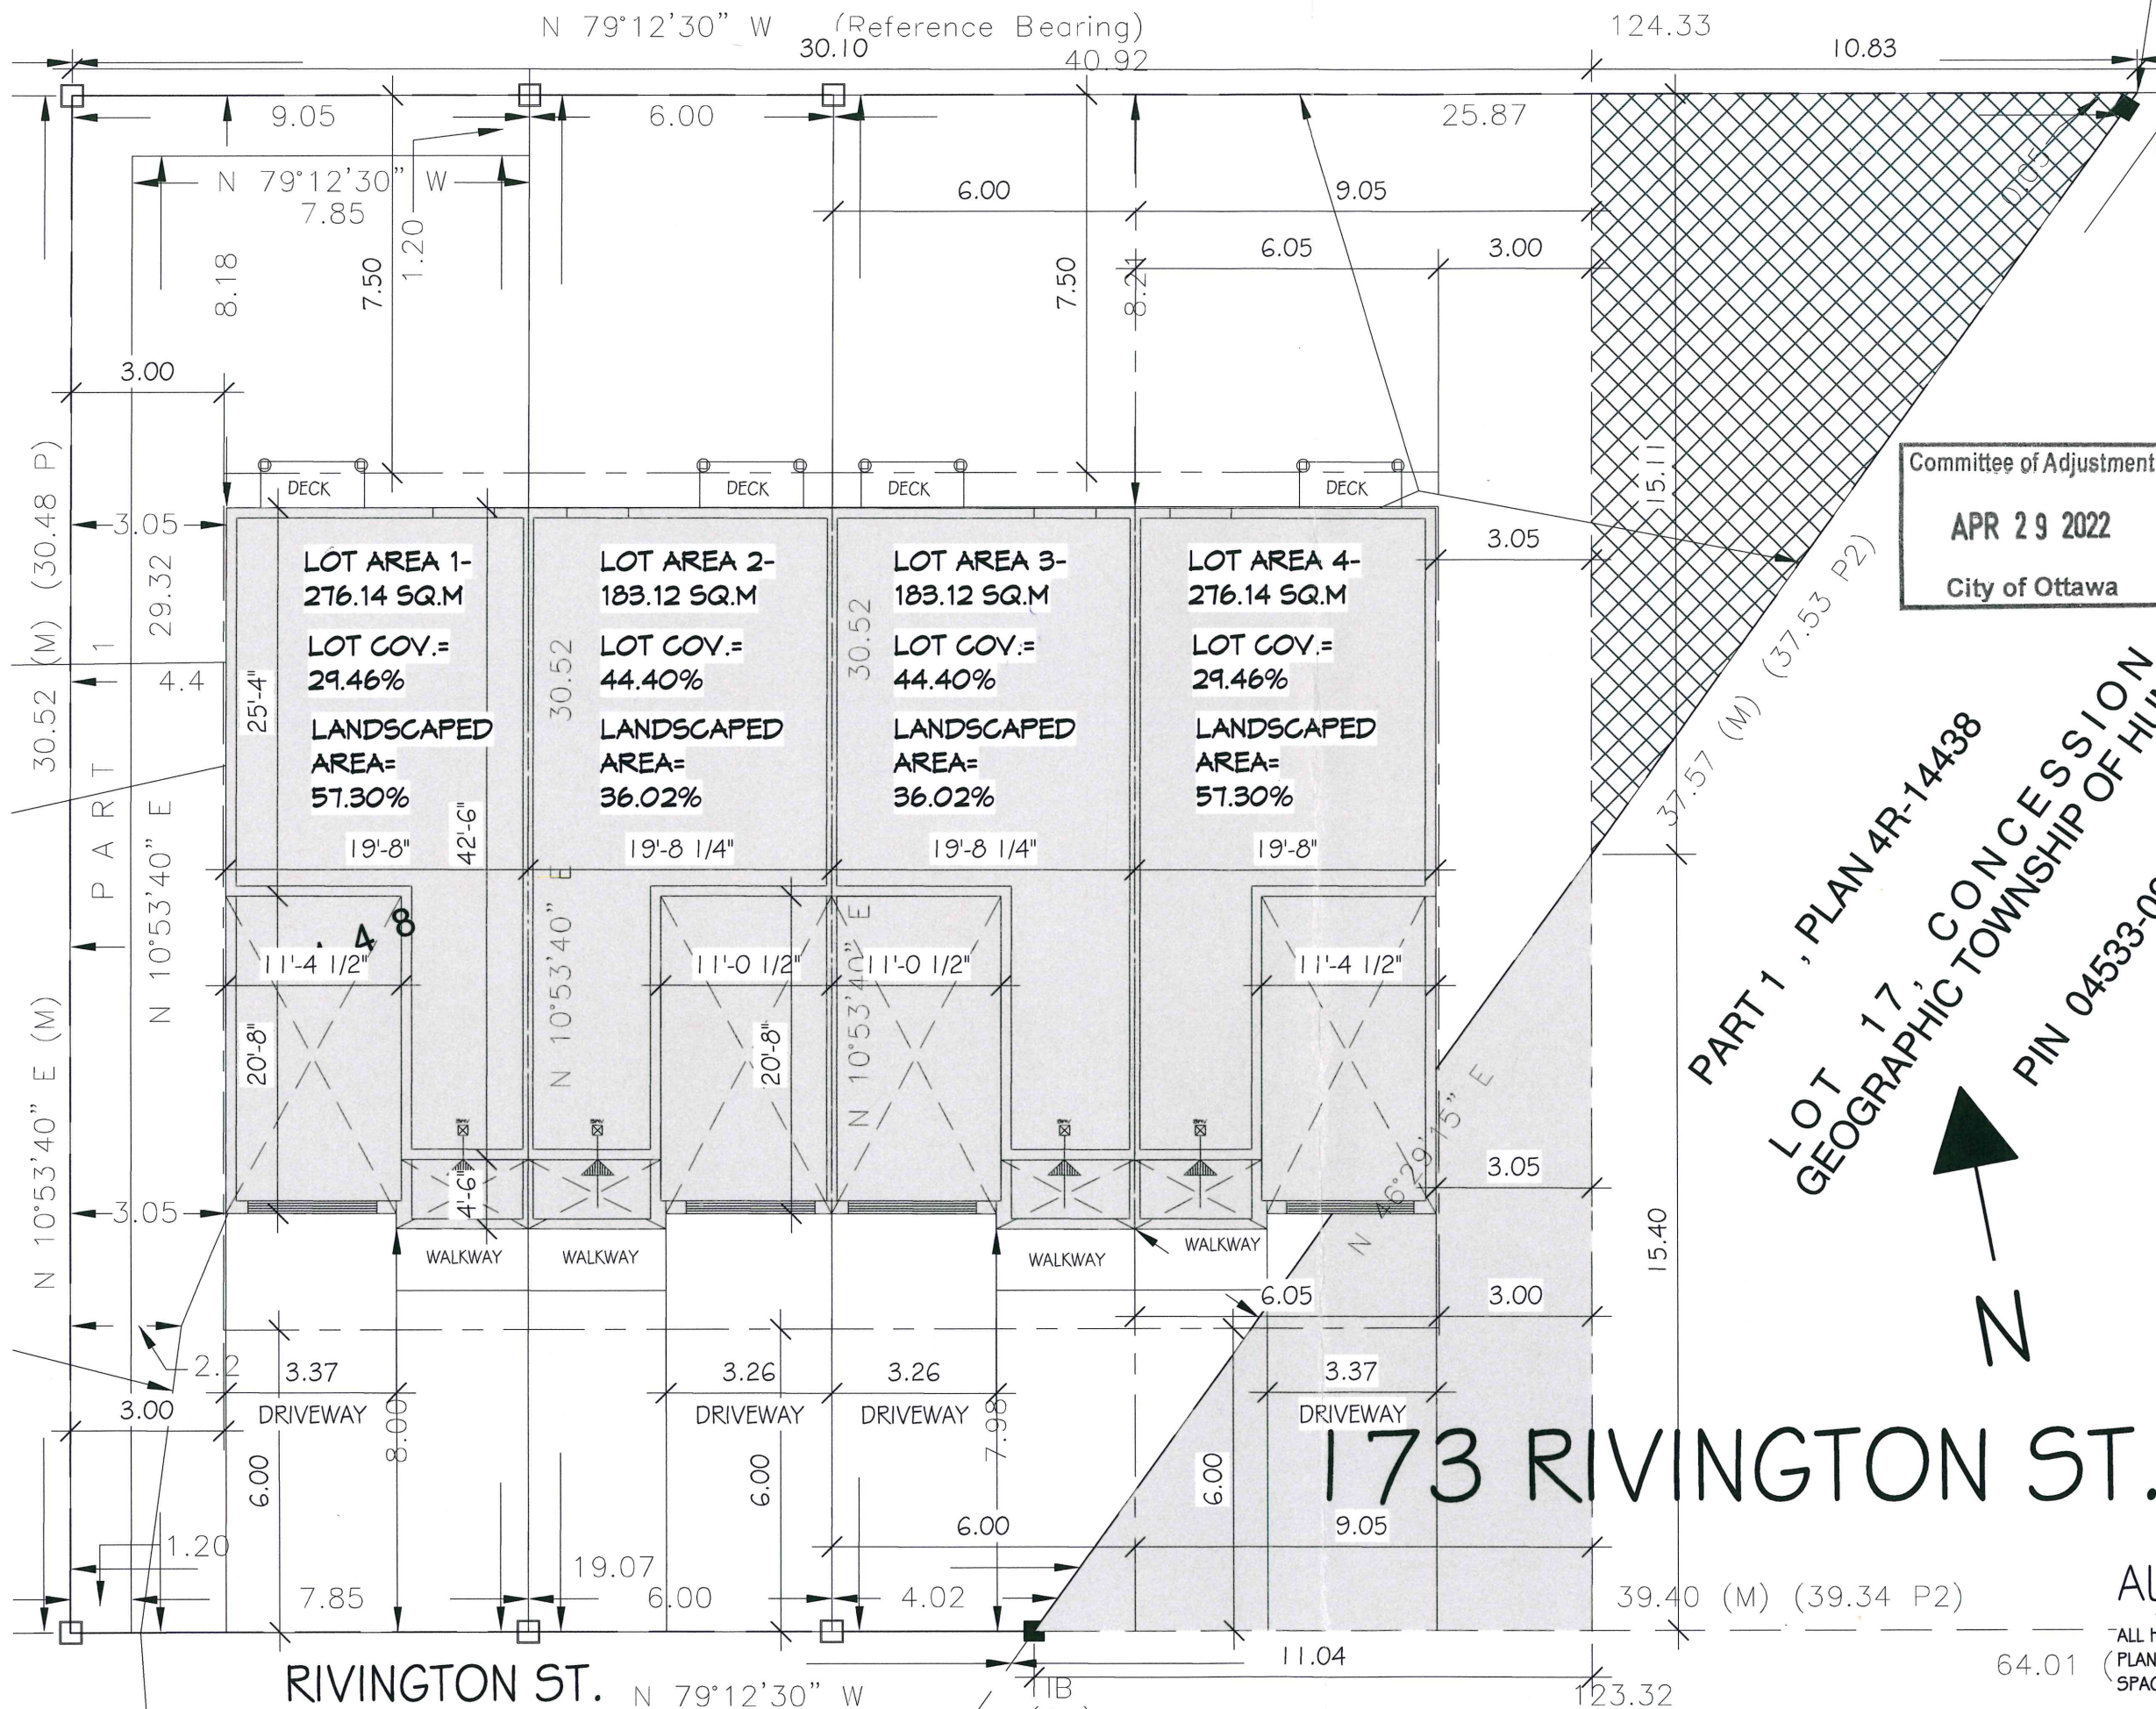 N 79°12'30" W (Reference Bearing)
124.33
30.10
40.92
10.83
9.05
6.00
25.87
N 79°12'30" W
7.85
1.20
6.00
9.05
0.05
8.18
7.50
7.50
8.21
6.05
3.00
3.00
DECK
DECK
DECK
DECK
3.05
3.05
15.11
Committee of Adjustment
APR 29 2022
City of Ottawa
LOT AREA 1-
276.14 SQ.M
LOT COV.=
29.46%
LANDSCAPED
AREA=
57.30%
LOT AREA 2-
183.12 SQ.M
LOT COV.=
44.40%
LANDSCAPED
AREA=
36.02%
LOT AREA 3-
183.12 SQ.M
LOT COV.=
44.40%
LANDSCAPED
AREA=
36.02%
LOT AREA 4-
276.14 SQ.M
LOT COV.=
29.46%
LANDSCAPED
AREA=
57.30%
30.52 (M) (30.48 P)
N 10°53'40" E (M)
PART 1
29.32
N 10°53'40" E
4.4
25'-4"
42'-6"
30.52
N 10°53'40" E
30.52
N 10°53'40" E
37.57 (M) (37.53 P2)
N 46°29'15" E
19'-8"
19'-8 1/4"
19'-8 1/4"
19'-8"
4 8
11'-4 1/2"
11'-0 1/2"
11'-0 1/2"
11'-4 1/2"
20'-8"
20'-8"
4'-6"
PART 1 , PLAN 4R-14438
LOT 17, CONCESSION
GEOGRAPHIC TOWNSHIP OF
PIN 04533-
N
3.05
3.05
15.40
WALKWAY
WALKWAY
WALKWAY
WALKWAY
6.05
3.00
2.2
3.37
3.26
3.26
3.37
3.00
DRIVEWAY
DRIVEWAY
DRIVEWAY
DRIVEWAY
8.00
7.98
6.00
6.00
6.00
173 RIVINGTON ST.
6.00
9.05
1.20
19.07
7.85
6.00
4.02
39.40 (M) (39.34 P2)
11.04
64.01
ALL
PLAN
RIVINGTON ST.
N 79°12'30" W
IB
123.32